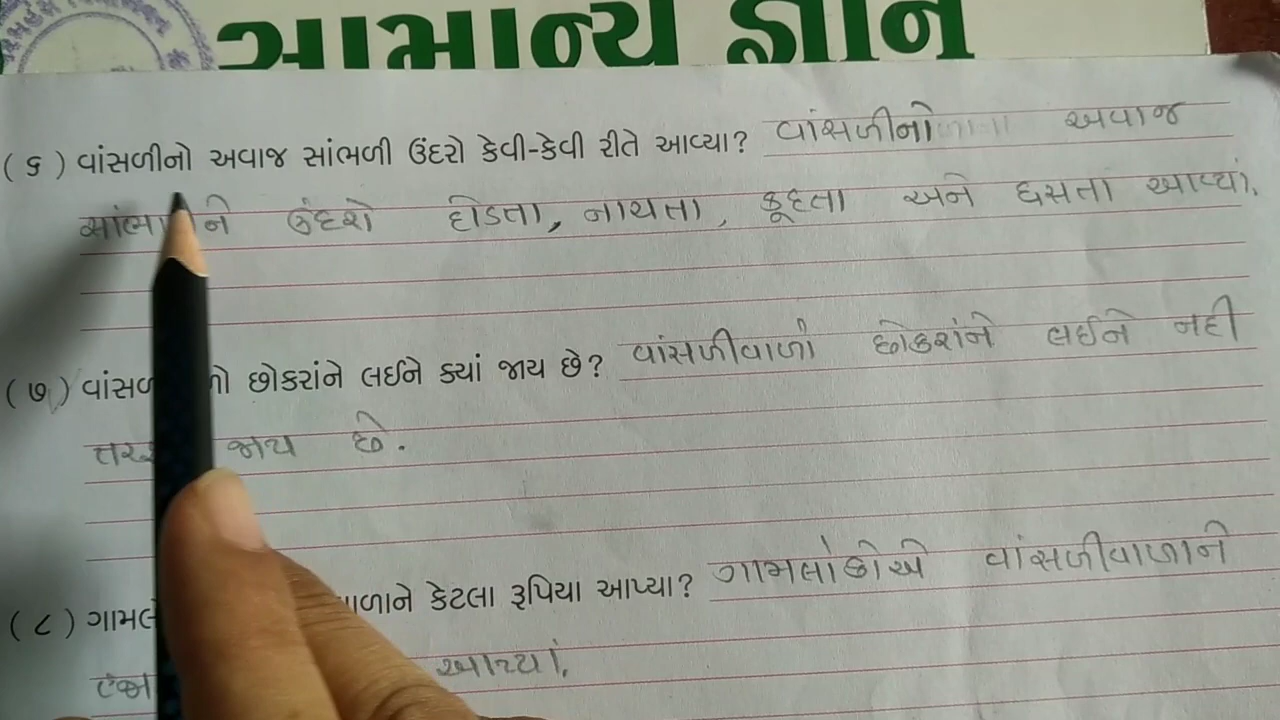 સામાન્ય જ્ઞાન
(૬) વાંસળીનો અવાજ સાંભળી ઉંદરો કેવી-કેવી રીતે આવ્યા? વાંસળીનો અવાજ
ઉંદરો દોડતા, નાચતા, કૂદતા અને હસતા આવ્યાં.
(૭) છોકરાંને લઈને ક્યાં જાય છે? વાંસળીવાળો છોકરાંને લઈને નદી
જાય છે.
(૮) કેટલા રૂપિયા આપ્યા? ગામલોકોએ વાંસળીવાળાને
આપ્યાં.